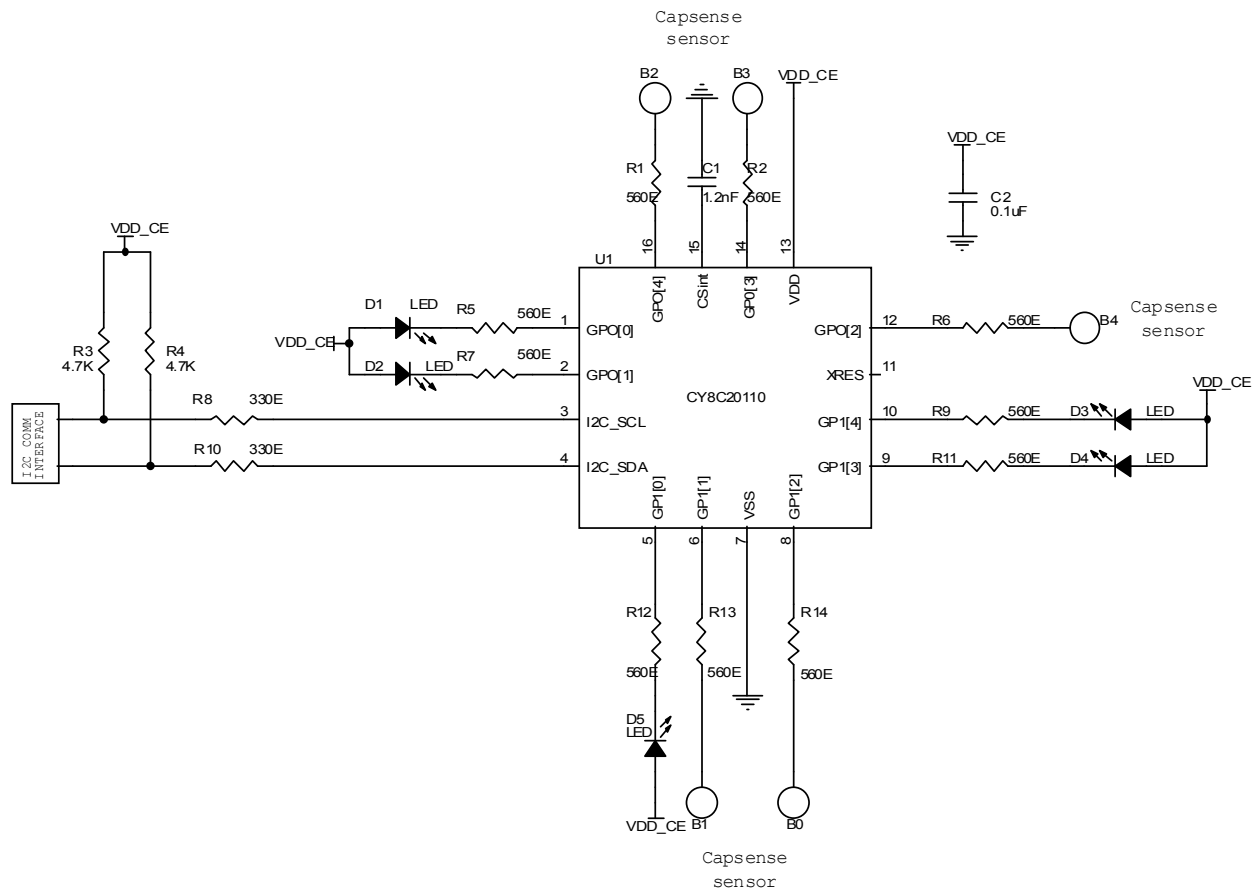 Capsense
sensor
B2
B3
VDD_CE
VDD_CE
R1
560E
C1
1.2nF
R2
560E
C2
0.1uF
VDD_CE
16
15
14
13
U1
GPO[4]
CSint
GP0[3]
VDD
D1
LED
R5
560E
1
GPO[0]
GPO[2]
12
R6
560E
B4
Capsense
sensor
VDD_CE
R3
4.7K
R4
4.7K
D2
LED
R7
560E
2
GPO[1]
XRES
11
VDD_CE
CY8C20110
R8
330E
3
I2C_SCL
GP1[4]
10
R9
560E
D3
LED
I2C COMM
INTERFACE
R10
330E
4
I2C_SDA
GP1[3]
9
R11
560E
D4
LED
GP1[0]
GP1[1]
VSS
GP1[2]
5
6
7
8
R12
560E
R13
560E
R14
560E
D5
LED
VDD_CE
B1
B0
Capsense
sensor